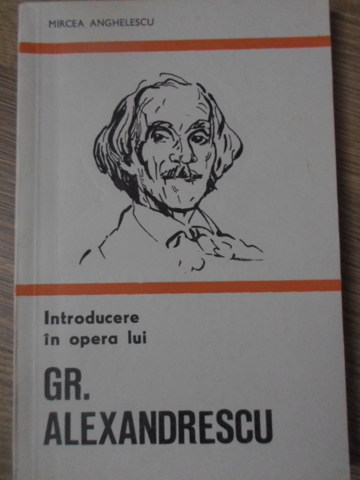 MIRCEA ANGHELESCU
Introducere
în opera lui
GR.
ALEXANDRESCU